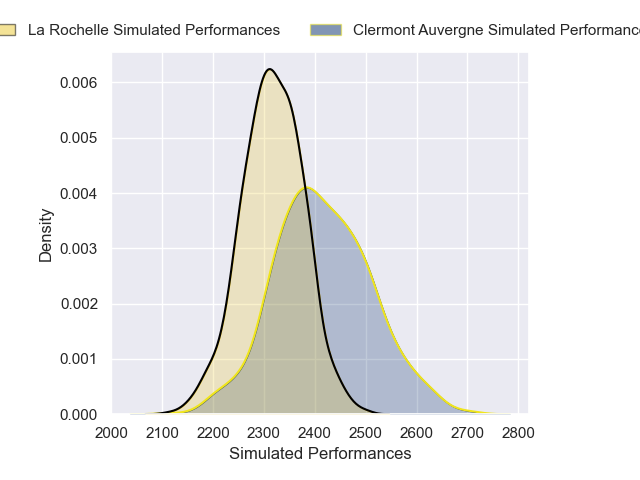 La Rochelle Simulated Performances
Clermont Auvergne Simulated
0.006
0.005
0.004
0.003
0.002
0.001
0.000
Density
2000 2100 2200 2300 2400 2500 2600 2700 2800
Simulated Performances